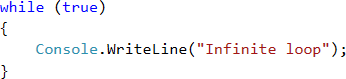 while (true)
{
    Console.WriteLine("Infinite loop");
}